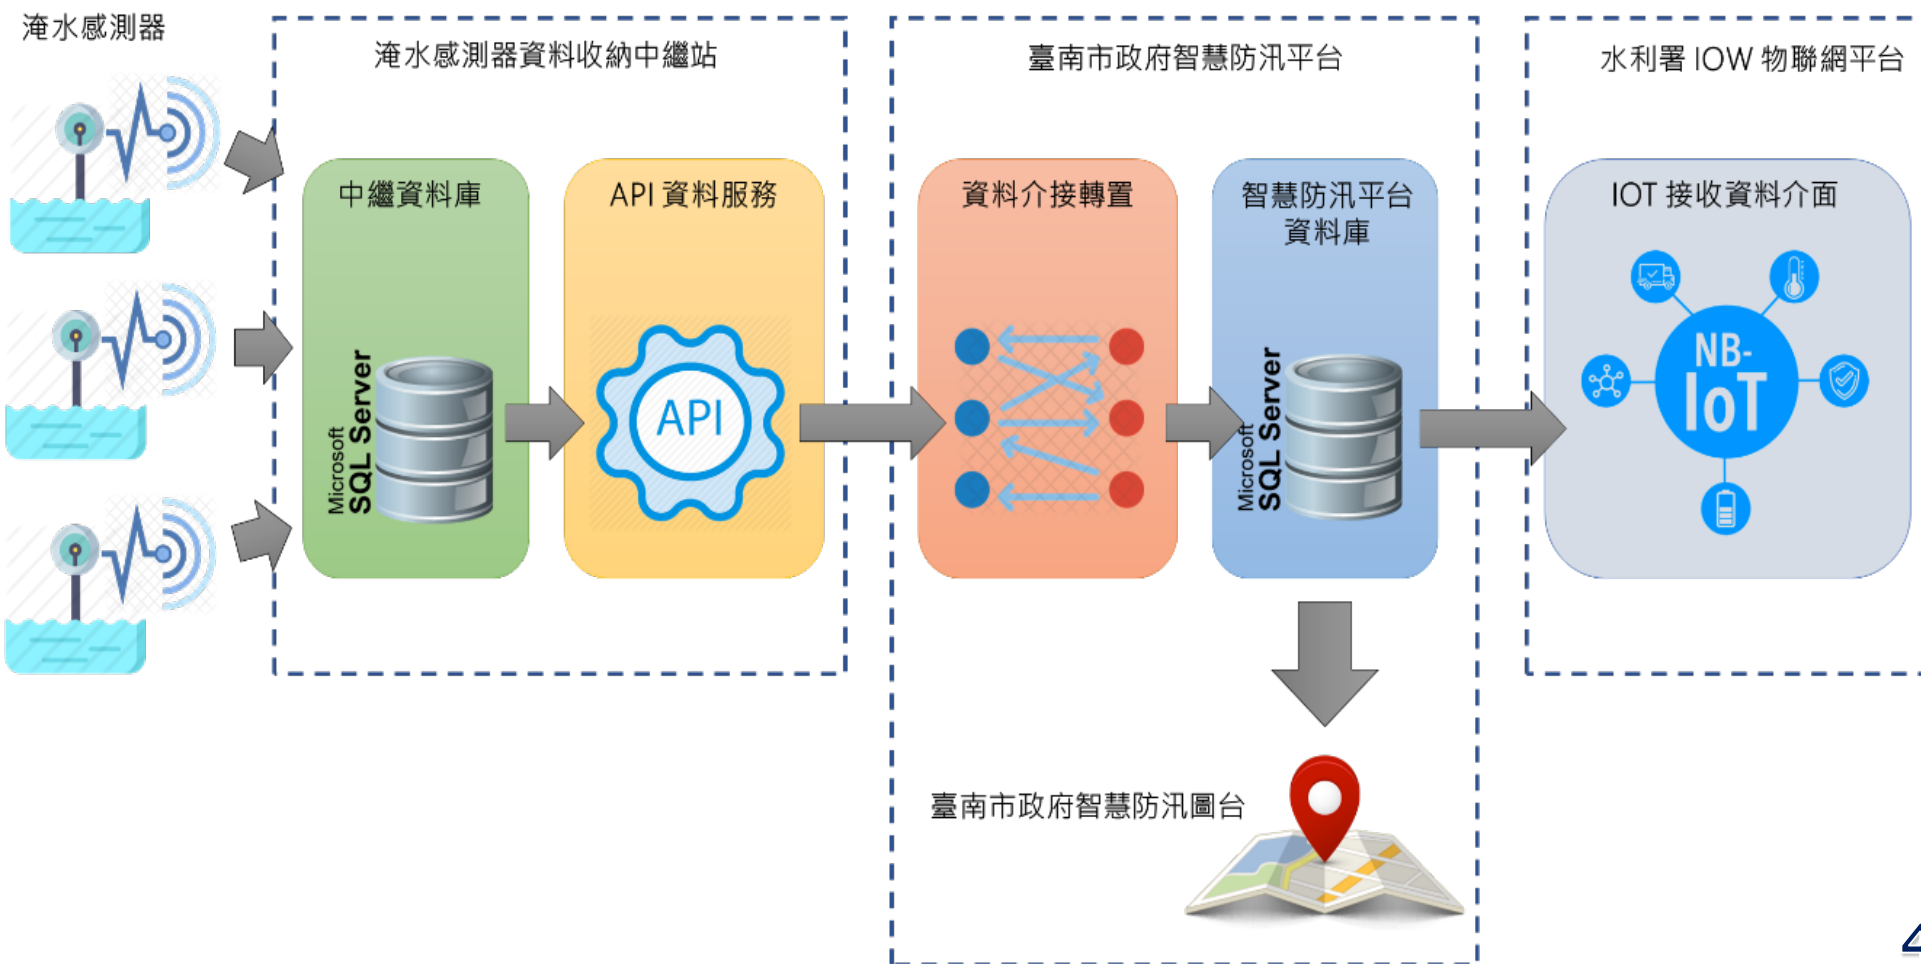 淹水感測器
淹水感測器資料收納中繼站
臺南市政府智慧防汛平台
水利署 IOW 物聯網平台
中繼資料庫
API 資料服務
資料介接轉置
智慧防汛平台
資料庫
IOT 接收資料介面
Microsoft
SQL Server
API
Microsoft
SQL Server
NB-
IoT
臺南市政府智慧防汛圖台